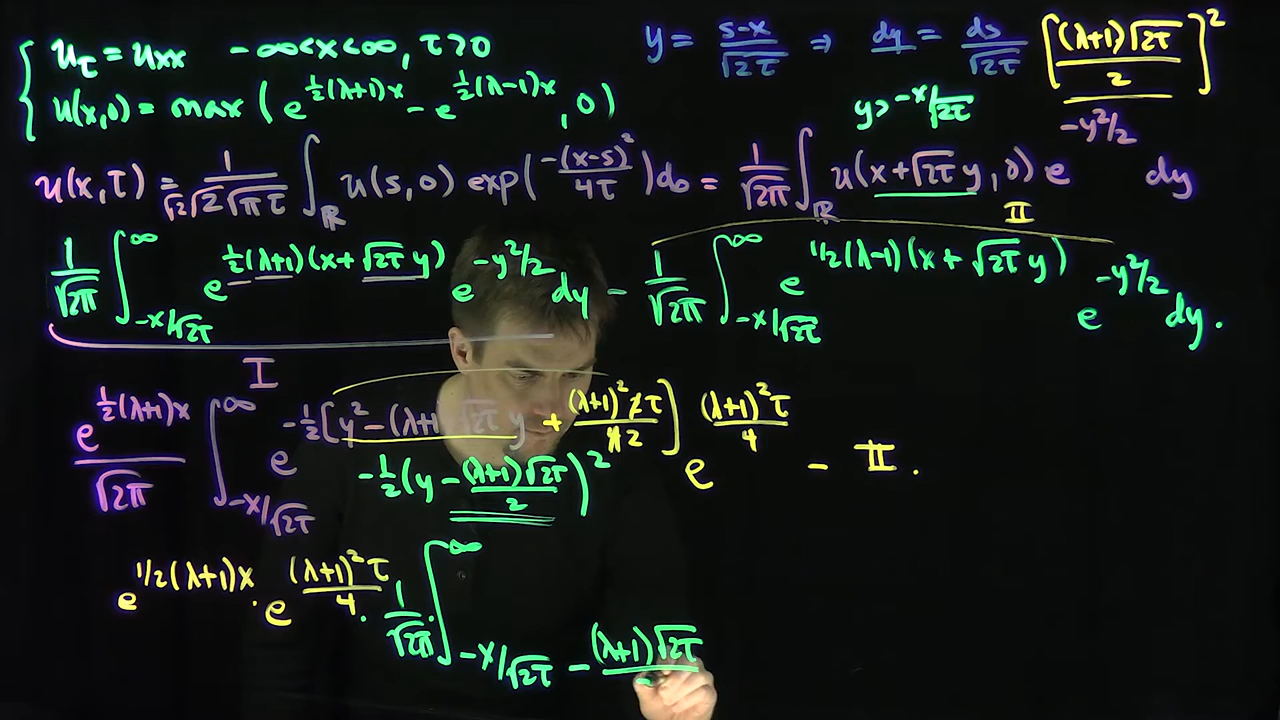 u_τ = u_xx   -∞<x<∞, τ>0
u(x,0) = max ( e^{½(λ+1)x} - e^{½(λ-1)x}, 0 )
y = (s-x)/√2τ ⇒ dy = ds/√2τ
[ (λ+1)√2τ / 2 ]²
y > -x/√2τ
u(x,τ) = 1/(√2 √2 √π τ) ∫_ℝ u(s,0) exp( -(x-s)²/4τ ) ds = 1/√2π ∫_ℝ u(x+√2τ y, 0) e^{-y²/2} dy
II
1/√2π ∫_{-x/√2τ}^{∞} e^{½(λ+1)(x+√2τ y)} e^{-y²/2} dy - 1/√2π ∫_{-x/√2τ}^{∞} e^{1/2(λ-1)(x+√2τ y)} e^{-y²/2} dy.
I
e^{½(λ+1)x}/√2π ∫_{-x/√2τ}^{∞} e^{-½[y² - (λ+1)√2τ y + (λ+1)² 2τ/42]} e^{(λ+1)²τ/4} - II.
-½(y - (λ+1)√2τ/2)²
e^{1/2(λ+1)x} · e^{(λ+1)²τ/4} · 1/√2π · ∫_{-x/√2τ - (λ+1)√2τ}^{∞}